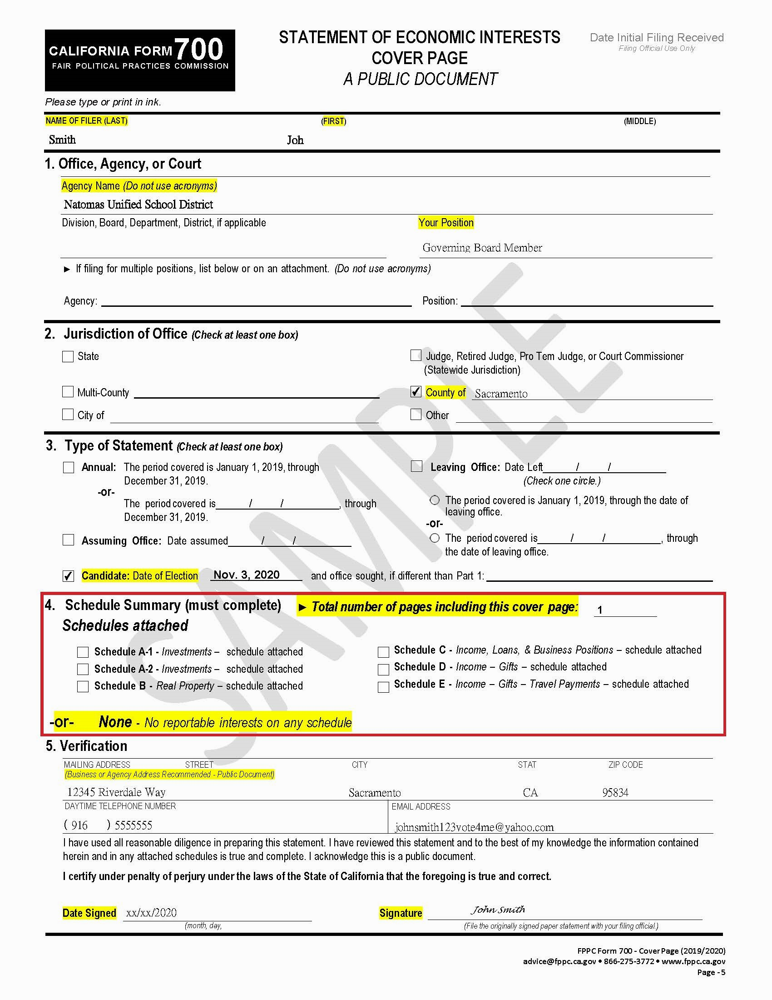 CALIFORNIA FORM 700
FAIR POLITICAL PRACTICES COMMISSION
STATEMENT OF ECONOMIC INTERESTS
COVER PAGE
A PUBLIC DOCUMENT
Date Initial Filing Received
Filing Official Use Only
Please type or print in ink.
NAME OF FILER (LAST) (FIRST) (MIDDLE)
Smith Joh
1. Office, Agency, or Court
Agency Name (Do not use acronyms)
Natomas Unified School District
Division, Board, Department, District, if applicable Your Position
Governing Board Member
► If filing for multiple positions, list below or on an attachment. (Do not use acronyms)
Agency: Position:
2. Jurisdiction of Office (Check at least one box)
State Judge, Retired Judge, Pro Tem Judge, or Court Commissioner
(Statewide Jurisdiction)
Multi-County ✓ County of Sacramento
City of Other
3. Type of Statement (Check at least one box)
Annual: The period covered is January 1, 2019, through
December 31, 2019.
-or-
The period covered is / / , through
December 31, 2019.
Leaving Office: Date Left / /
(Check one circle.)
The period covered is January 1, 2019, through the date of
leaving office.
-or-
The period covered is / / , through
the date of leaving office.
Assuming Office: Date assumed / /
✓ Candidate: Date of Election Nov. 3, 2020 and office sought, if different than Part 1:
4. Schedule Summary (must complete) ► Total number of pages including this cover page: 1
Schedules attached
Schedule A-1 - Investments – schedule attached
Schedule A-2 - Investments – schedule attached
Schedule B - Real Property – schedule attached
Schedule C - Income, Loans, & Business Positions – schedule attached
Schedule D - Income – Gifts – schedule attached
Schedule E - Income – Gifts – Travel Payments – schedule attached
-or- None - No reportable interests on any schedule
5. Verification
MAILING ADDRESS STREET CITY STAT ZIP CODE
(Business or Agency Address Recommended - Public Document)
12345 Riverdale Way Sacramento CA 95834
DAYTIME TELEPHONE NUMBER EMAIL ADDRESS
( 916 ) 5555555 johnsmith123vote4me@yahoo.com
I have used all reasonable diligence in preparing this statement. I have reviewed this statement and to the best of my knowledge the information contained
herein and in any attached schedules is true and complete. I acknowledge this is a public document.
I certify under penalty of perjury under the laws of the State of California that the foregoing is true and correct.
Date Signed xx/xx/2020 Signature John Smith
(month, day, (File the originally signed paper statement with your filing official.)
FPPC Form 700 - Cover Page (2019/2020)
advice@fppc.ca.gov • 866-275-3772 • www.fppc.ca.gov
Page - 5
SAMPLE